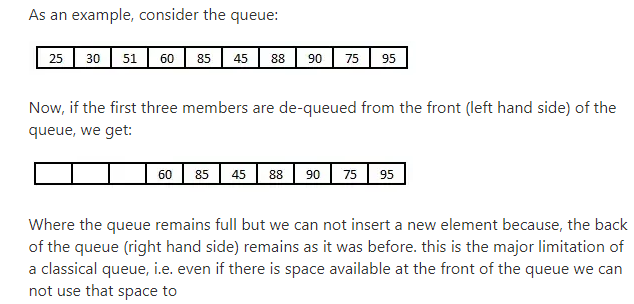 As an example, consider the queue:
25 30 51 60 85 45 88 90 75 95
Now, if the first three members are de-queued from the front (left hand side) of the
queue, we get:
60 85 45 88 90 75 95
Where the queue remains full but we can not insert a new element because, the back
of the queue (right hand side) remains as it was before. this is the major limitation of
a classical queue, i.e. even if there is space available at the front of the queue we can
not use that space to